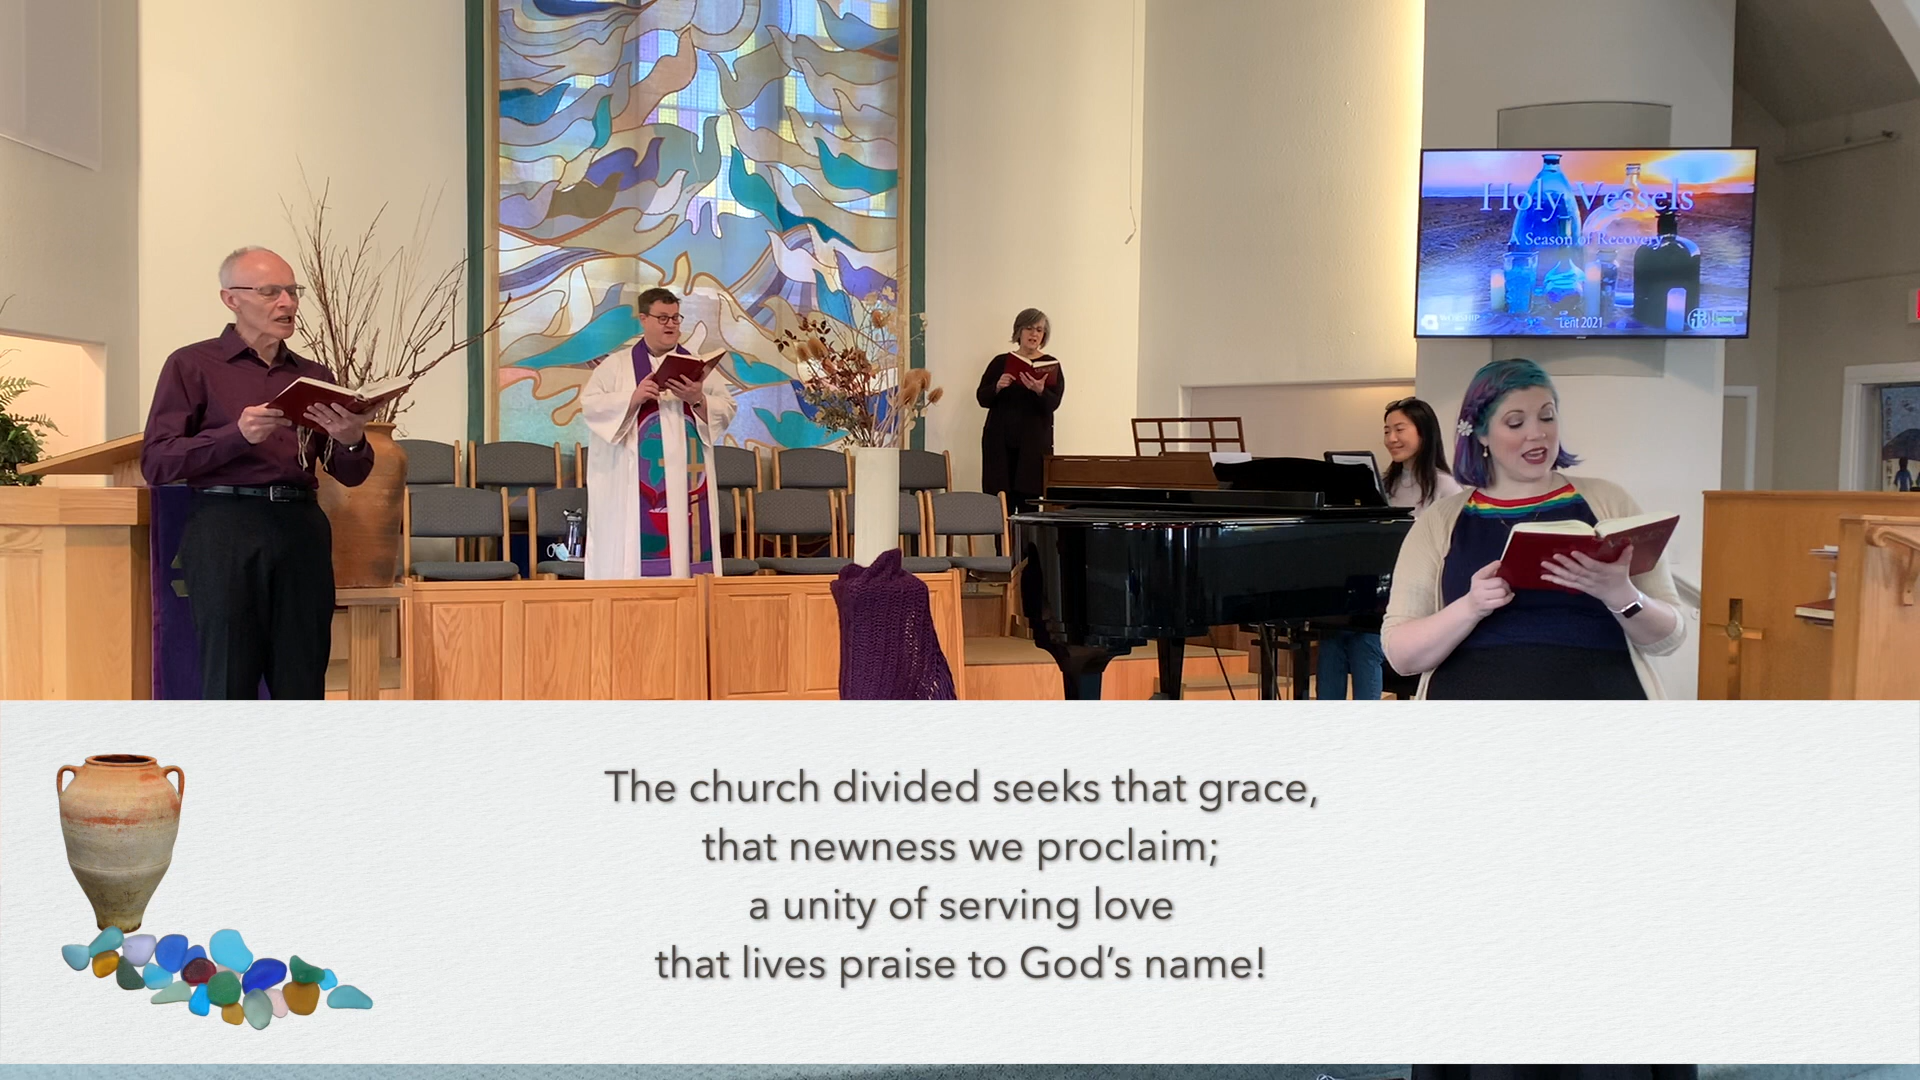 Holy Vessels
A Season of Recovery
WORSHIP
Lent 2021
The church divided seeks that grace,
that newness we proclaim;
a unity of serving love
that lives praise to God's name!